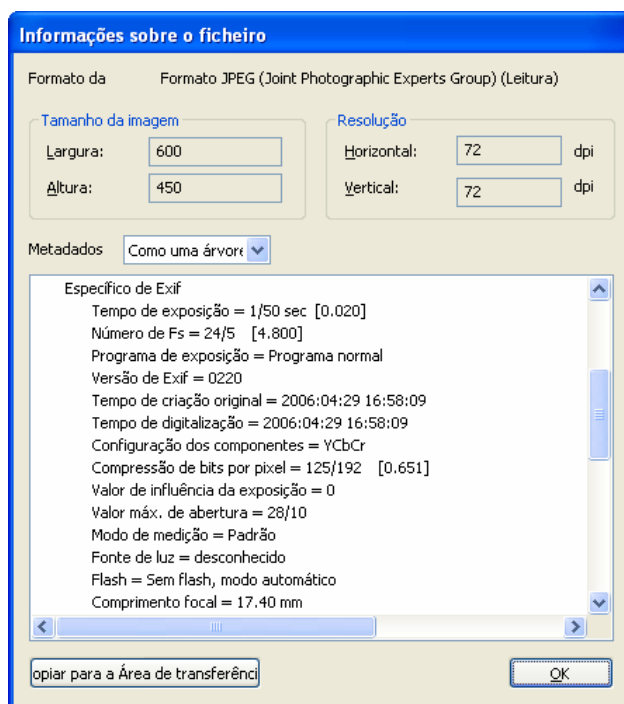 Informações sobre o ficheiro
Formato da Formato JPEG (Joint Photographic Experts Group) (Leitura)
Tamanho da imagem
Largura: 600
Altura: 450
Resolução
Horizontal: 72 dpi
Vertical: 72 dpi
Metadados Como uma árvore
Específico de Exif
Tempo de exposição = 1/50 sec [0.020]
Número de Fs = 24/5 [4.800]
Programa de exposição = Programa normal
Versão de Exif = 0220
Tempo de criação original = 2006:04:29 16:58:09
Tempo de digitalização = 2006:04:29 16:58:09
Configuração dos componentes = YCbCr
Compressão de bits por pixel = 125/192 [0.651]
Valor de influência da exposição = 0
Valor máx. de abertura = 28/10
Modo de medição = Padrão
Fonte de luz = desconhecido
Flash = Sem flash, modo automático
Comprimento focal = 17.40 mm
opiar para a Área de transferênci OK